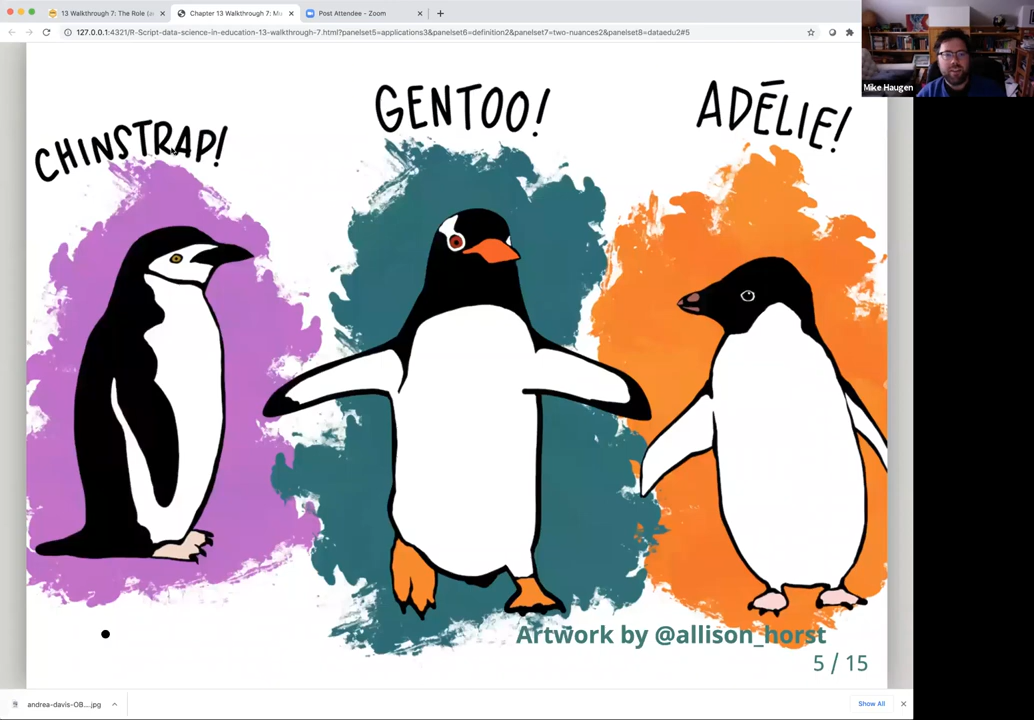 13 Walkthrough 7: The Role (a
Chapter 13 Walkthrough 7: Mu
Post Attendee - Zoom
127.0.0.1:4321/R-Script-data-science-in-education-13-walkthrough-7.html?panelset5=applications3&panelset6=definition2&panelset7=two-nuances2&panelset8=dataedu2#5
Mike Haugen
CHINSTRAP!
GENTOO!
ADÉLIE!
Artwork by @allison_horst
5 / 15
andrea-davis-OB....jpg
Show All